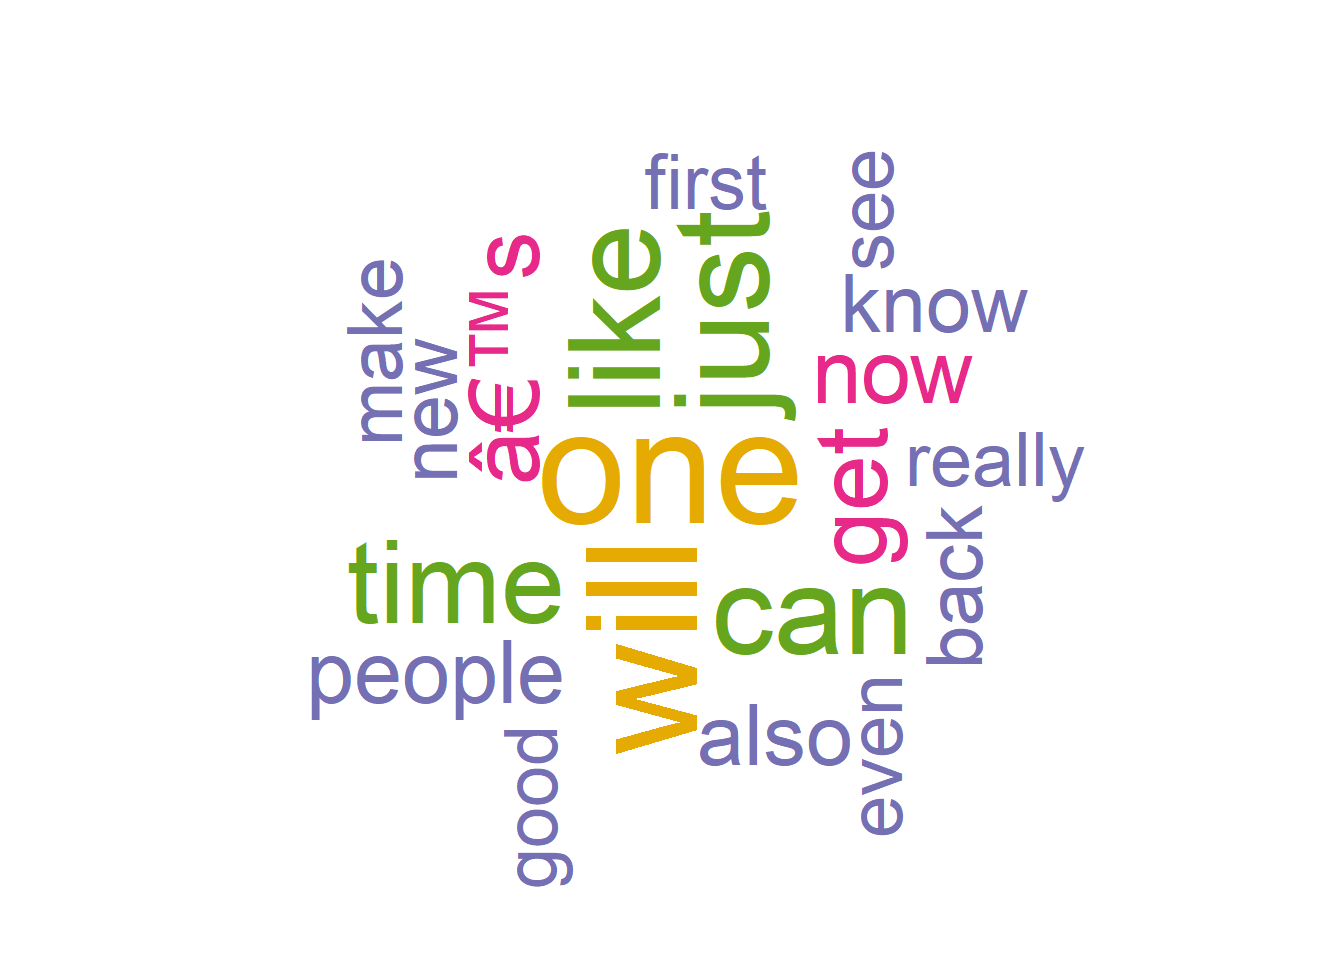 first
see
like
just
make
new
â€™s
know
now
one
get
really
time
will
can
back
people
also
even
good